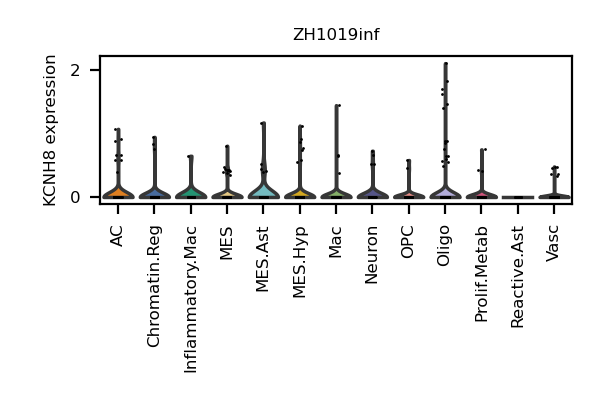 ZH1019inf
KCNH8 expression
2
0
AC
Chromatin.Reg
Inflammatory.Mac
MES
MES.Ast
MES.Hyp
Mac
Neuron
OPC
Oligo
Prolif.Metab
Reactive.Ast
Vasc